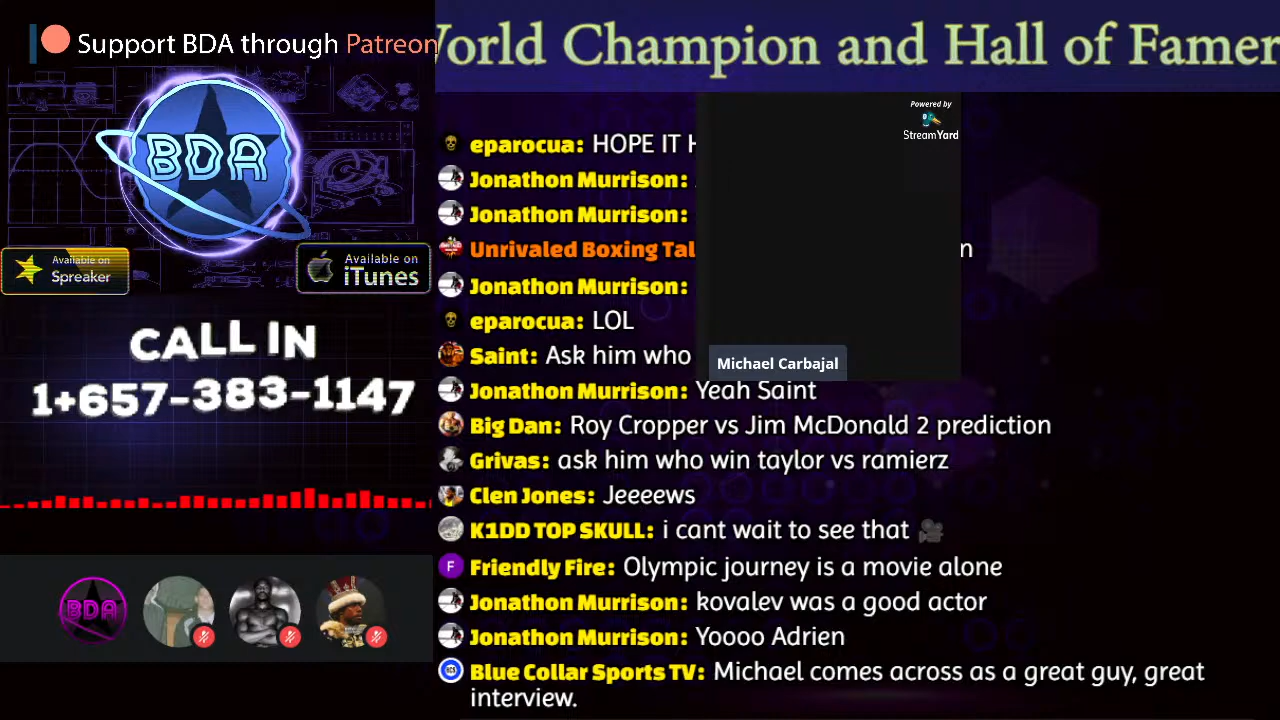 Support BDA through Patreon
World Champion and Hall of Famer
BDA
Powered by
StreamYard
Available on
Spreaker
Available on
iTunes
CALL IN
1+657-383-1147
eparocua: HOPE IT
Jonathon Murrison:
Jonathon Murrison:
Unrivaled Boxing Tal
Jonathon Murrison:
eparocua: LOL
Saint: Ask him who
Michael Carbajal
Jonathon Murrison: Yeah Saint
Big Dan: Roy Cropper vs Jim McDonald 2 prediction
Grivas: ask him who win taylor vs ramierz
Clen Jones: Jeeeews
K1DD TOP SKULL: i cant wait to see that 🎥
F Friendly Fire: Olympic journey is a movie alone
Jonathon Murrison: kovalev was a good actor
Jonathon Murrison: Yoooo Adrien
Blue Collar Sports TV: Michael comes across as a great guy, great
interview.
BDA